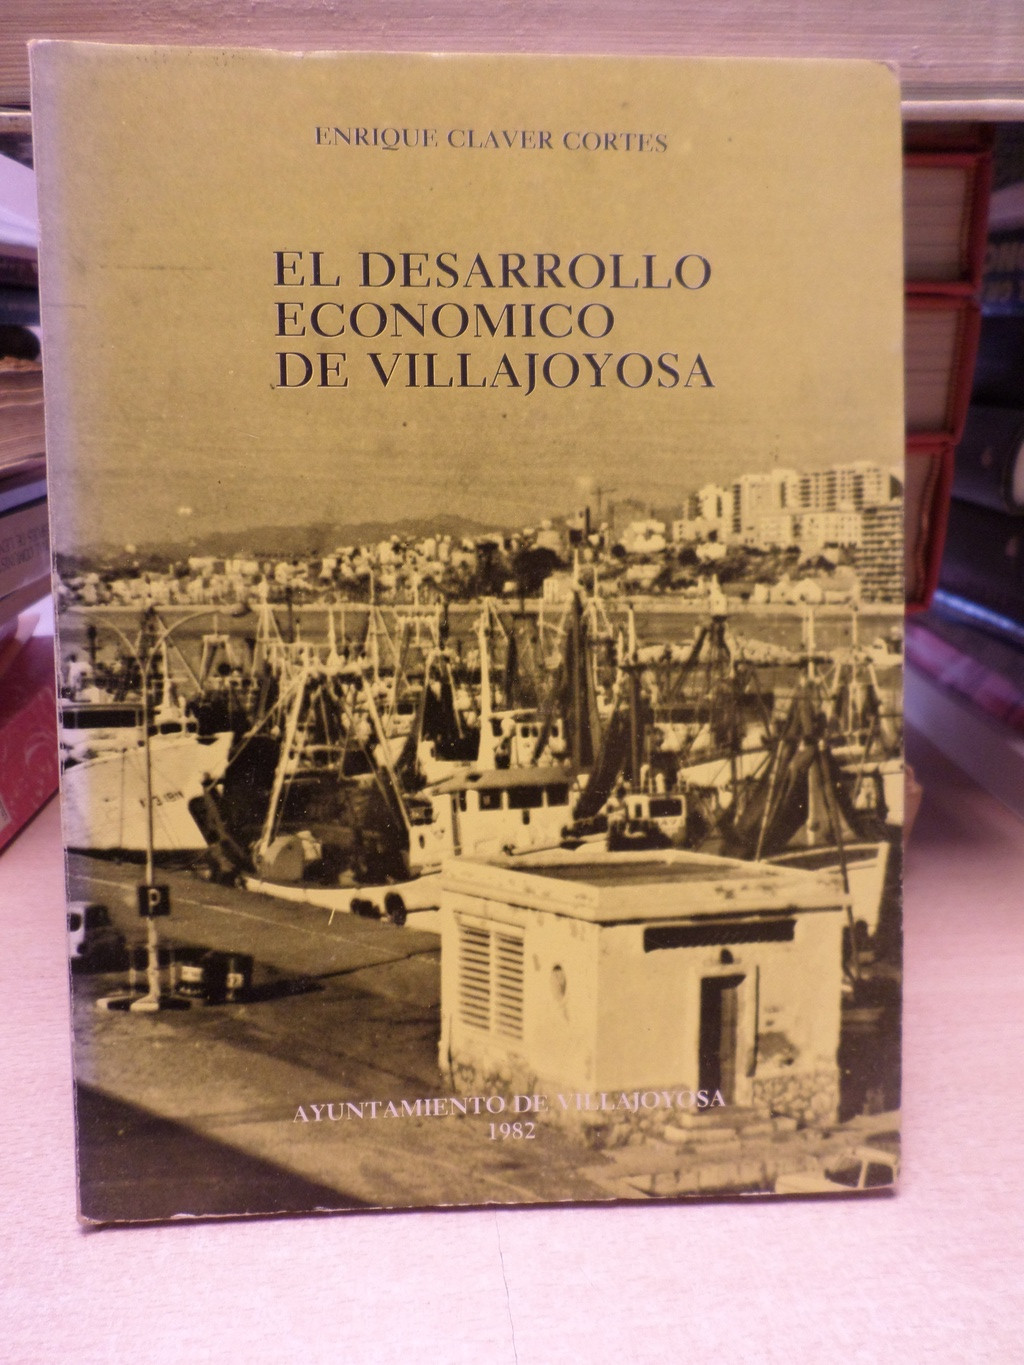 ENRIQUE CLAVER CORTES
EL DESARROLLO
ECONOMICO
DE VILLAJOYOSA
P
AYUNTAMIENTO DE VILLAJOYOSA
1982